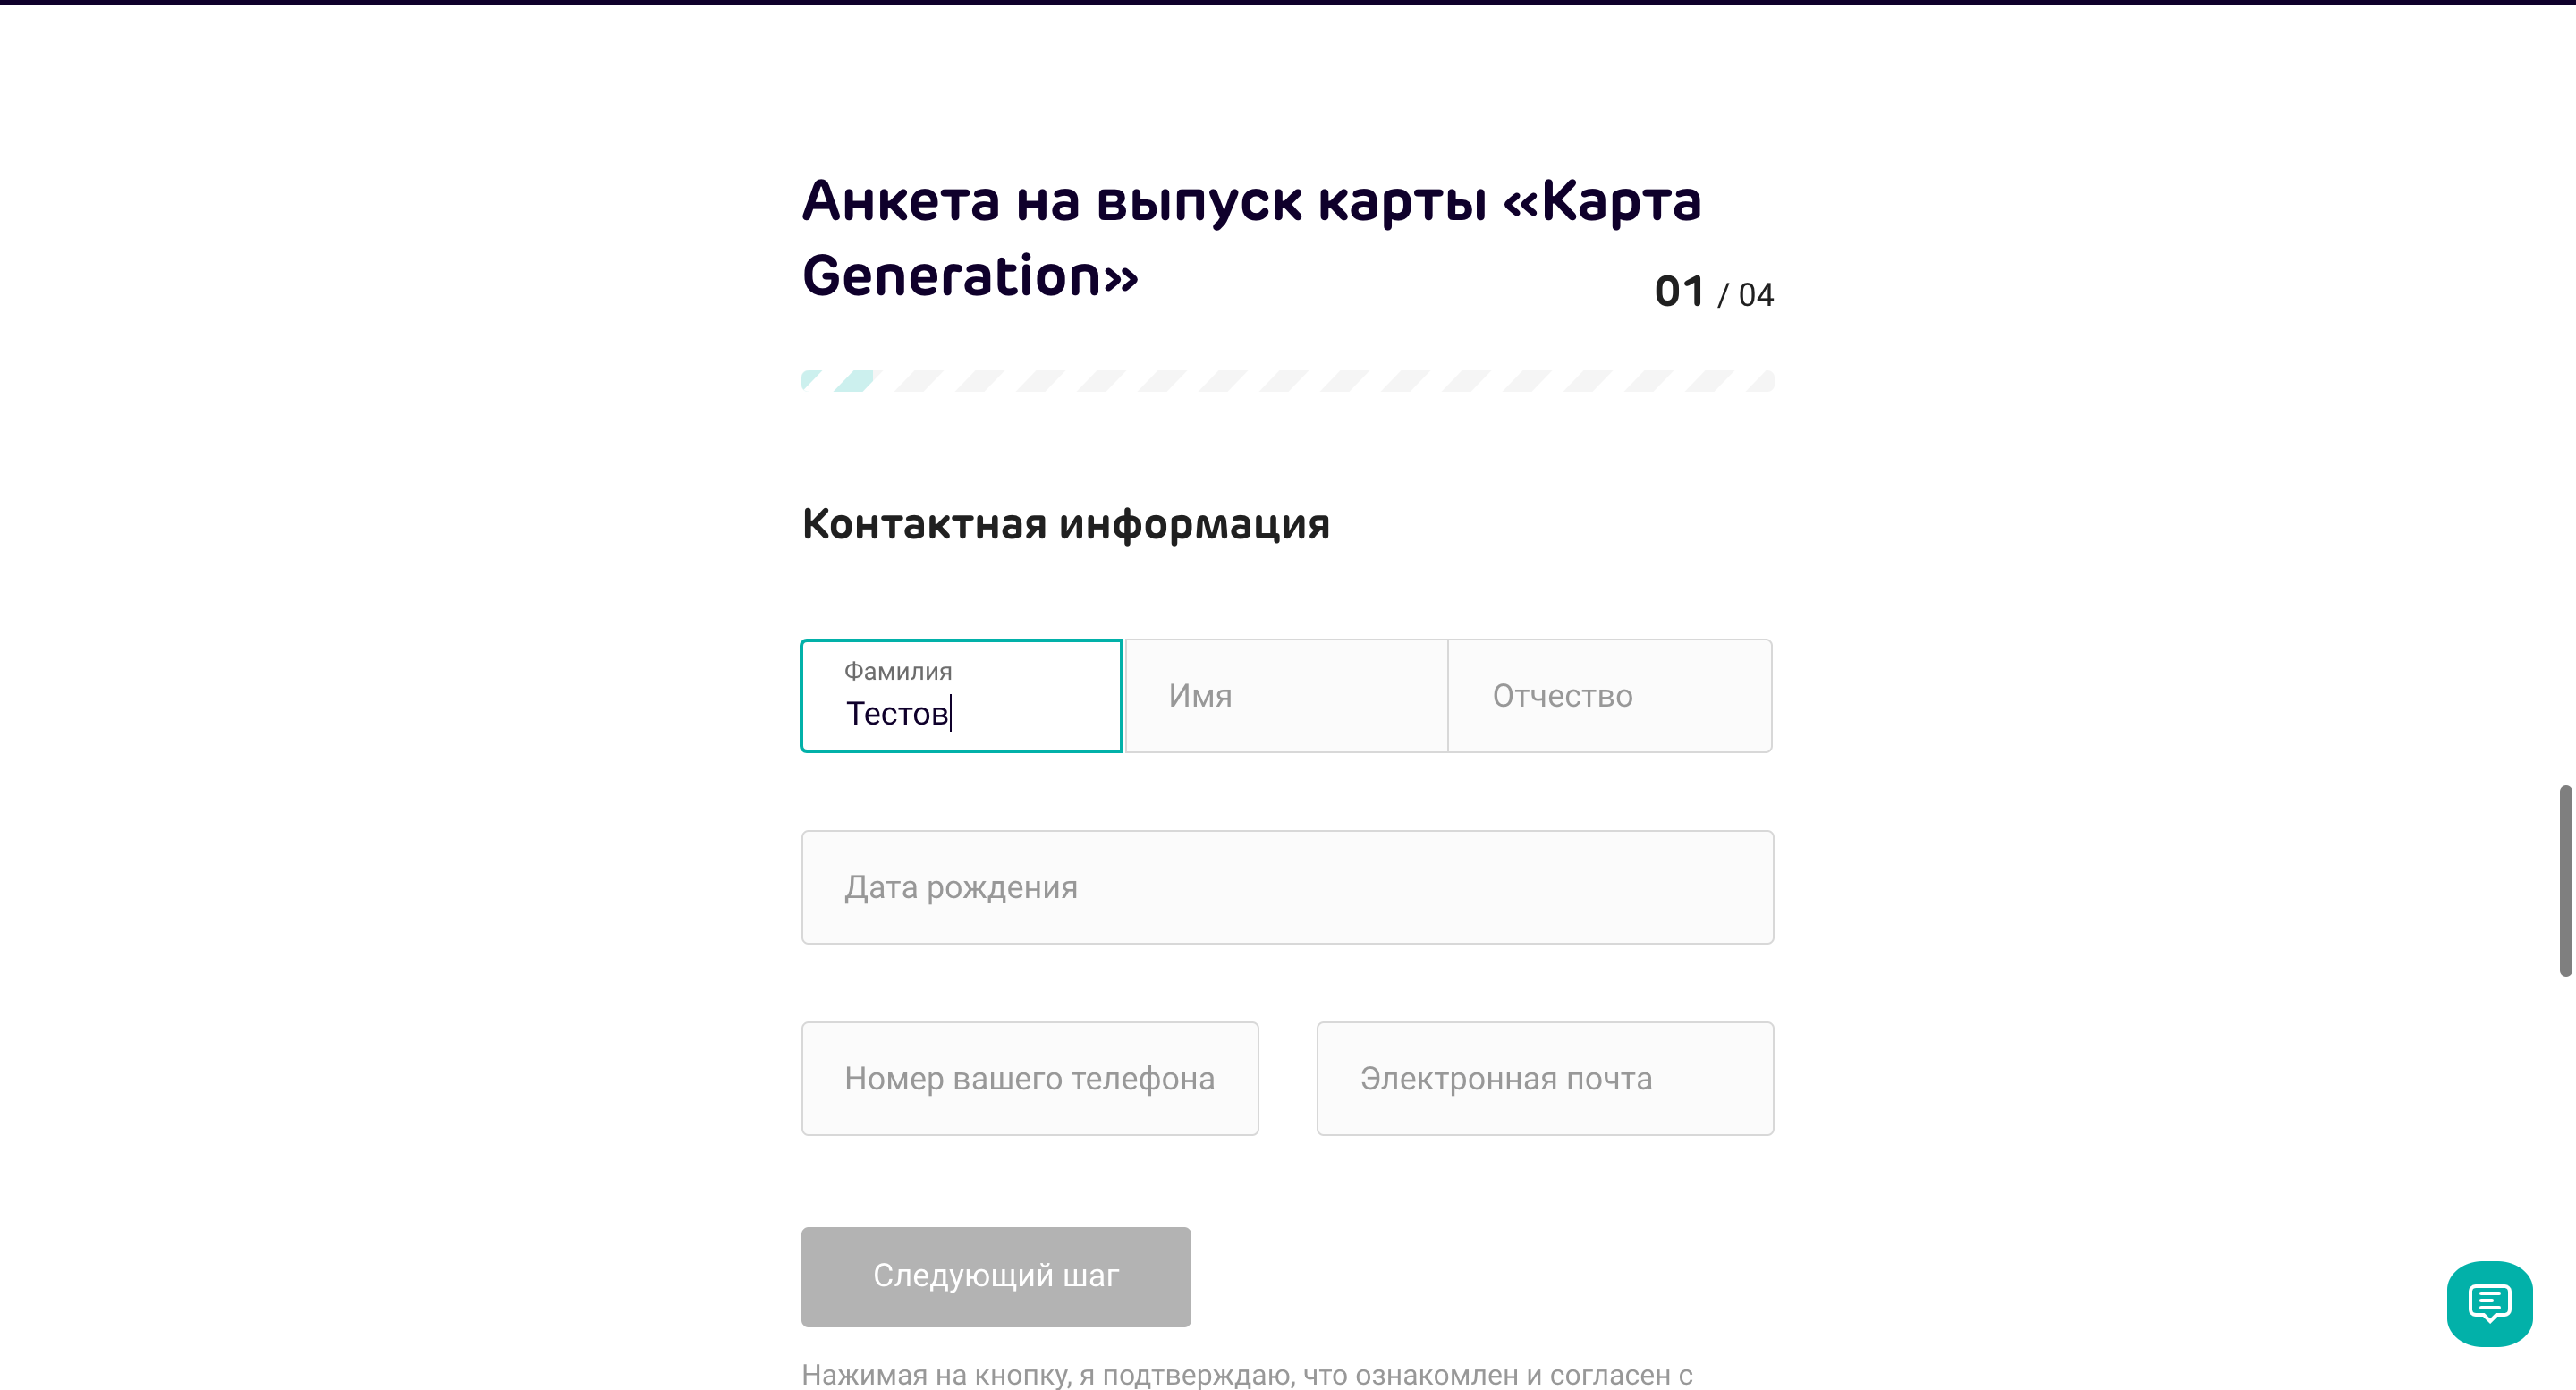 Анкета на выпуск карты «Карта
Generation»
01 / 04
Контактная информация
Фамилия
Тестов
Имя
Отчество
Дата рождения
Номер вашего телефона
Электронная почта
Следующий шаг
Нажимая на кнопку, я подтверждаю, что ознакомлен и согласен с